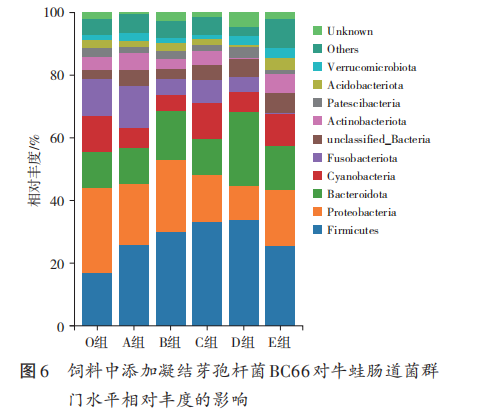 100
80
60
40
20
0
相对丰度/%
O组 A组 B组 C组 D组 E组
Unknown
Others
Verrucomicrobiota
Acidobacteriota
Patescibacteria
Actinobacteriota
unclassified_Bacteria
Fusobacteriota
Cyanobacteria
Bacteroidota
Proteobacteria
Firmicutes
图6 饲料中添加凝结芽孢杆菌BC66对牛蛙肠道菌群
门水平相对丰度的影响